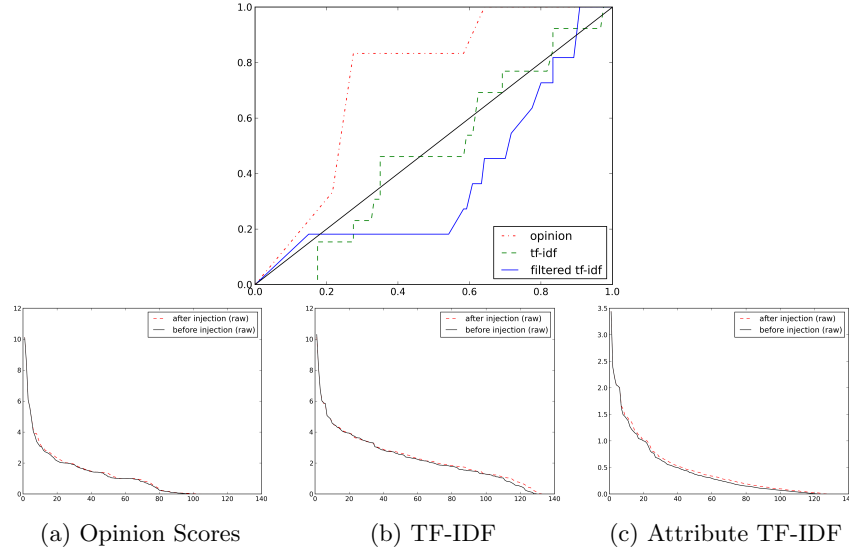 1.0
0.8
0.6
0.4
0.2
0.0
0.0 0.2 0.4 0.6 0.8 1.0
opinion
tf-idf
filtered tf-idf
12
10
8
6
4
2
0
0 20 40 60 80 100 120 140
after injection (raw)
before injection (raw)
12
10
8
6
4
2
0
0 20 40 60 80 100 120 140
after injection (raw)
before injection (raw)
3.5
3.0
2.5
2.0
1.5
1.0
0.5
0.0
0 20 40 60 80 100 120 140
after injection (raw)
before injection (raw)
(a) Opinion Scores
(b) TF-IDF
(c) Attribute TF-IDF